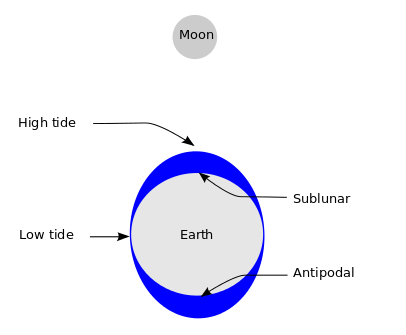 Moon
High tide
Sublunar
Low tide
Earth
Antipodal